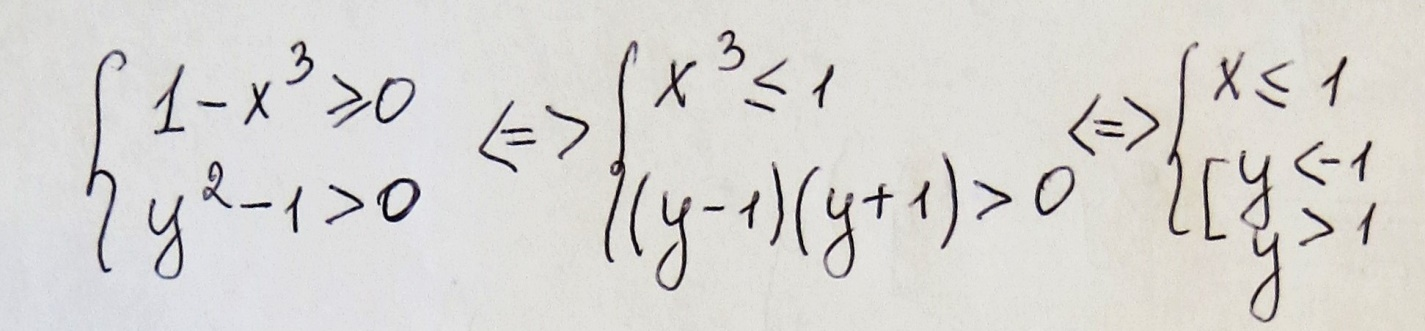 { 1-x³ ⩾ 0 <=> { x³ ≤ 1 <=> { x ≤ 1
y²-1 > 0 (y-1)(y+1) > 0 [ y < -1
y > 1